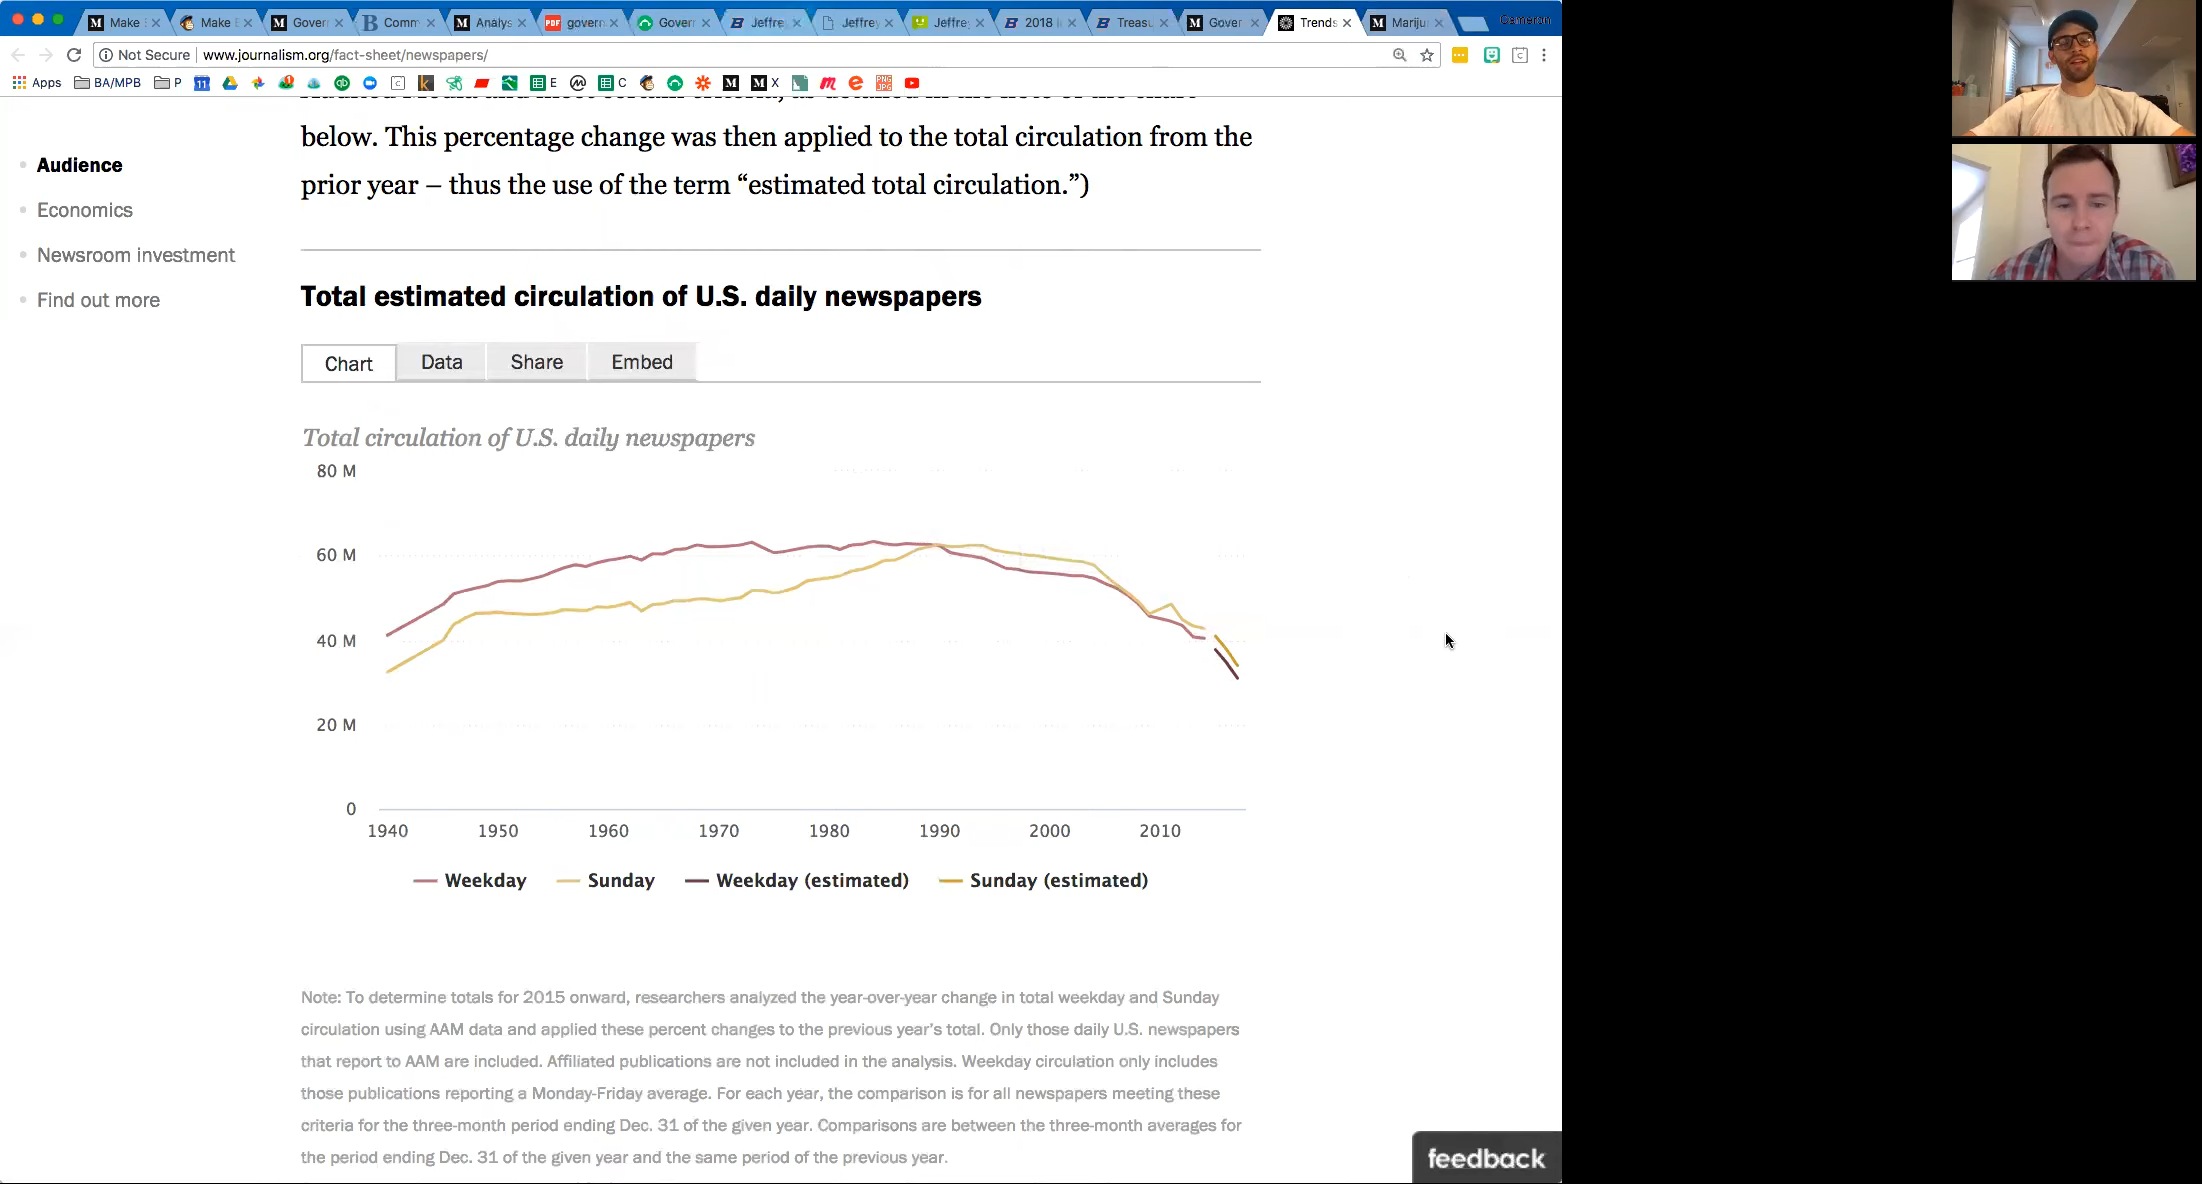 Make
Make
Govern
Comm
Analys
govern
Govern
Jeffre
Jeffrey
Jeffre
2018
Treasu
Gover
Trends
Mariju
Cameron
Not Secure
www.journalism.org/fact-sheet/newspapers/
Apps
BA/MPB
P
11
E
C
X
below. This percentage change was then applied to the total circulation from the
prior year – thus the use of the term “estimated total circulation.”)
Audience
Economics
Newsroom investment
Find out more
Total estimated circulation of U.S. daily newspapers
Chart
Data
Share
Embed
Total circulation of U.S. daily newspapers
80 M
60 M
40 M
20 M
0
1940 1950 1960 1970 1980 1990 2000 2010
Weekday Sunday Weekday (estimated) Sunday (estimated)
Note: To determine totals for 2015 onward, researchers analyzed the year-over-year change in total weekday and Sunday
circulation using AAM data and applied these percent changes to the previous year's total. Only those daily U.S. newspapers
that report to AAM are included. Affiliated publications are not included in the analysis. Weekday circulation only includes
those publications reporting a Monday-Friday average. For each year, the comparison is for all newspapers meeting these
criteria for the three-month period ending Dec. 31 of the given year. Comparisons are between the three-month averages for
the period ending Dec. 31 of the given year and the same period of the previous year.
feedback